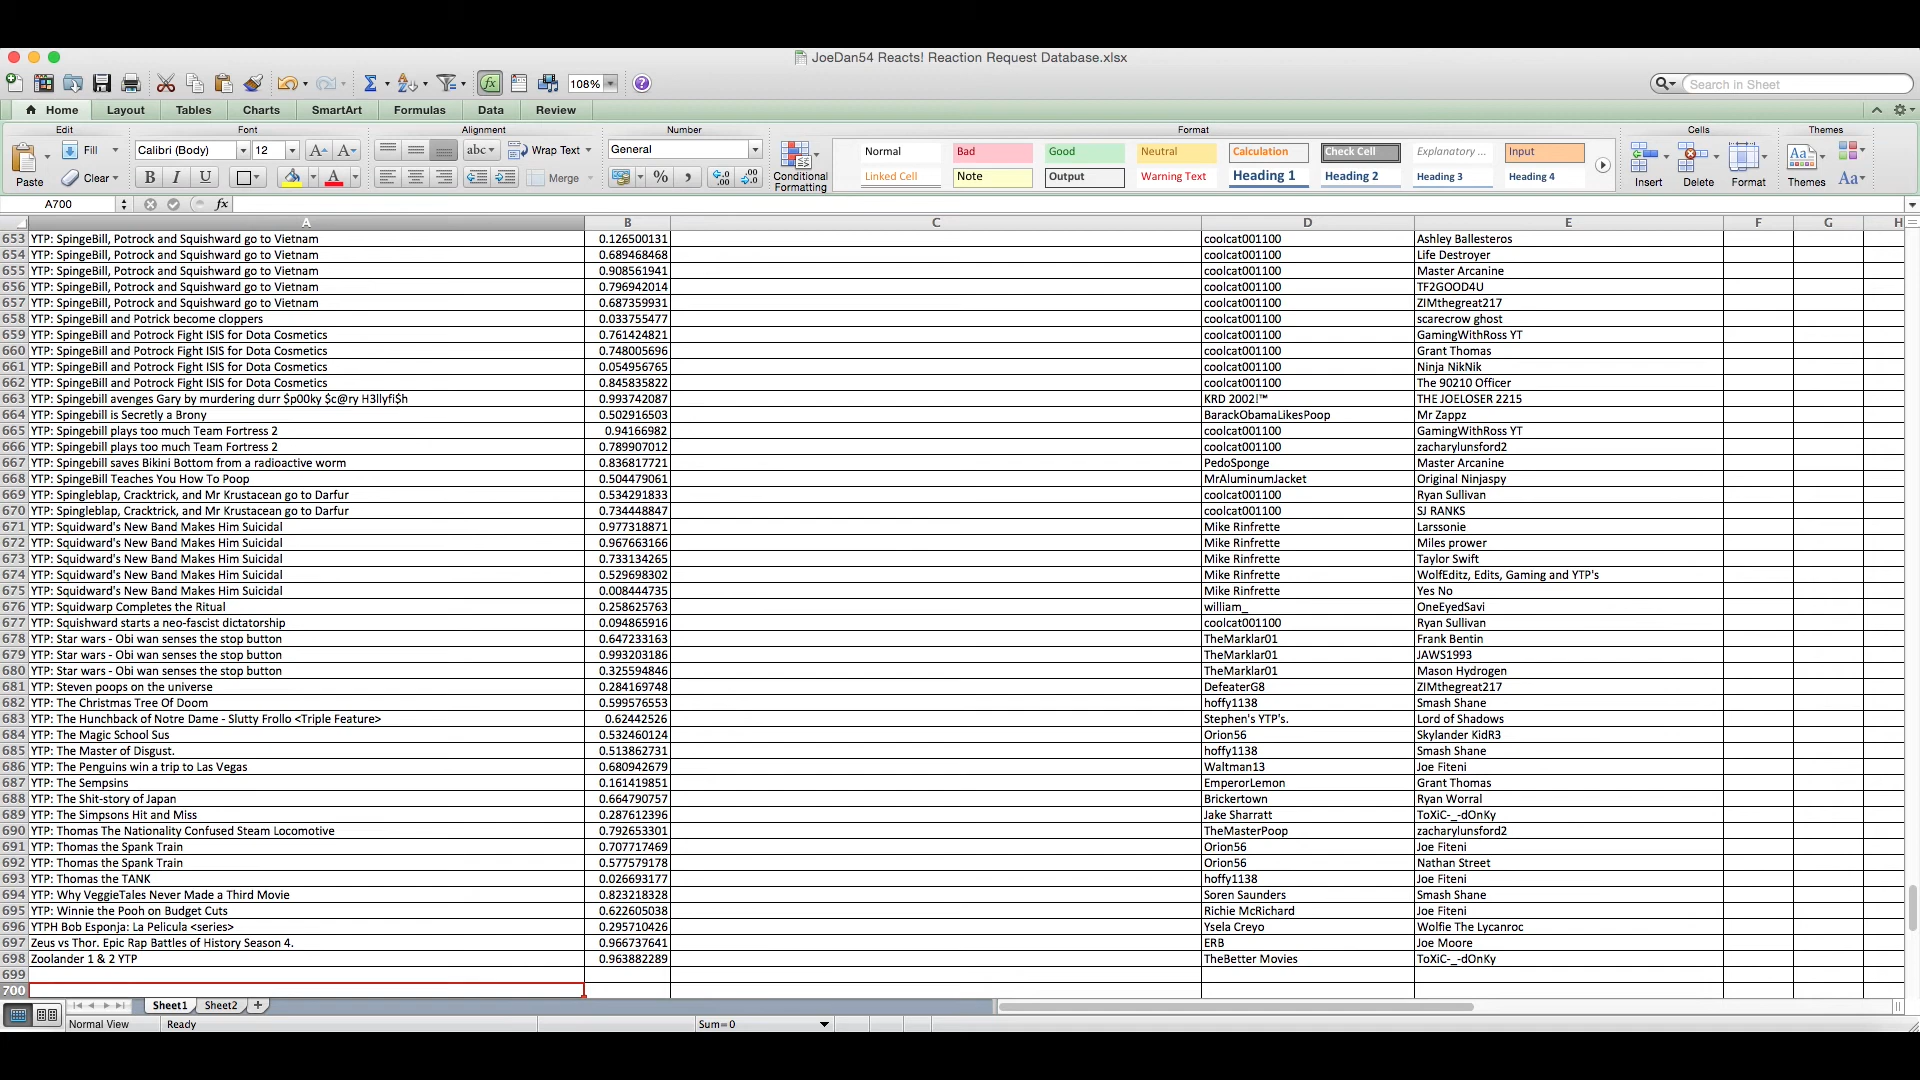 JoeDan54 Reacts! Reaction Request Database.xlsx
108% Search in Sheet
Home Layout Tables Charts SmartArt Formulas Data Review
Edit Font Alignment Number Format Cells Themes
Fill Calibri (Body) 12 abc Wrap Text General Normal Bad Good Neutral Calculation Check Cell Explanatory ... Input
Paste Clear B I U Merge Conditional Formatting Linked Cell Note Output Warning Text Heading 1 Heading 2 Heading 3 Heading 4 Insert Delete Format Themes Aa
A700 fx
A B C D E F G H
653 YTP: SpingeBill, Potrock and Squishward go to Vietnam 0.126500131 coolcat001100 Ashley Ballesteros
654 YTP: SpingeBill, Potrock and Squishward go to Vietnam 0.689468468 coolcat001100 Life Destroyer
655 YTP: SpingeBill, Potrock and Squishward go to Vietnam 0.908561941 coolcat001100 Master Arcanine
656 YTP: SpingeBill, Potrock and Squishward go to Vietnam 0.796942014 coolcat001100 TF2GOOD4U
657 YTP: SpingeBill, Potrock and Squishward go to Vietnam 0.687359931 coolcat001100 ZIMthegreat217
658 YTP: SpingeBill and Potrick become cloppers 0.033755477 coolcat001100 scarecrow ghost
659 YTP: SpingeBill and Potrock Fight ISIS for Dota Cosmetics 0.761424821 coolcat001100 GamingWithRoss YT
660 YTP: SpingeBill and Potrock Fight ISIS for Dota Cosmetics 0.748005696 coolcat001100 Grant Thomas
661 YTP: SpingeBill and Potrock Fight ISIS for Dota Cosmetics 0.054956765 coolcat001100 Ninja NikNik
662 YTP: SpingeBill and Potrock Fight ISIS for Dota Cosmetics 0.845835822 coolcat001100 The 90210 Officer
663 YTP: Spingebill avenges Gary by murdering durr $p00ky $c@ry H3llyfi$h 0.993742087 KRD 2002!™ THE JOELOSER 2215
664 YTP: Spingebill is Secretly a Brony 0.502916503 BarackObamaLikesPoop Mr Zappz
665 YTP: Spingebill plays too much Team Fortress 2 0.94166982 coolcat001100 GamingWithRoss YT
666 YTP: Spingebill plays too much Team Fortress 2 0.789907012 coolcat001100 zacharylunsford2
667 YTP: Spingebill saves Bikini Bottom from a radioactive worm 0.836817721 PedoSponge Master Arcanine
668 YTP: SpingeBill Teaches You How To Poop 0.504479061 MrAluminumJacket Original Ninjaspy
669 YTP: Spingleblap, Cracktrick, and Mr Krustacean go to Darfur 0.534291833 coolcat001100 Ryan Sullivan
670 YTP: Spingleblap, Cracktrick, and Mr Krustacean go to Darfur 0.734448847 coolcat001100 SJ RANKS
671 YTP: Squidward's New Band Makes Him Suicidal 0.977318871 Mike Rinfrette Larssonie
672 YTP: Squidward's New Band Makes Him Suicidal 0.967663166 Mike Rinfrette Miles prower
673 YTP: Squidward's New Band Makes Him Suicidal 0.733134265 Mike Rinfrette Taylor Swift
674 YTP: Squidward's New Band Makes Him Suicidal 0.529698302 Mike Rinfrette WolfEditz, Edits, Gaming and YTP's
675 YTP: Squidward's New Band Makes Him Suicidal 0.008444735 Mike Rinfrette Yes No
676 YTP: Squidwarp Completes the Ritual 0.258625763 william_ OneEyedSavi
677 YTP: Squishward starts a neo-fascist dictatorship 0.094865916 coolcat001100 Ryan Sullivan
678 YTP: Star wars - Obi wan senses the stop button 0.647233163 TheMarklar01 Frank Bentin
679 YTP: Star wars - Obi wan senses the stop button 0.993203186 TheMarklar01 JAWS1993
680 YTP: Star wars - Obi wan senses the stop button 0.325594846 TheMarklar01 Mason Hydrogen
681 YTP: Steven poops on the universe 0.284169748 DefeaterG8 ZIMthegreat217
682 YTP: The Christmas Tree Of Doom 0.599576553 hoffy1138 Smash Shane
683 YTP: The Hunchback of Notre Dame - Slutty Frollo <Triple Feature> 0.62442526 Stephen's YTP's. Lord of Shadows
684 YTP: The Magic School Sus 0.532460124 Orion56 Skylander KidR3
685 YTP: The Master of Disgust. 0.513862731 hoffy1138 Smash Shane
686 YTP: The Penguins win a trip to Las Vegas 0.680942679 Waltman13 Joe Fiteni
687 YTP: The Sempsins 0.161419851 EmperorLemon Grant Thomas
688 YTP: The Shit-story of Japan 0.664790757 Brickertown Ryan Worral
689 YTP: The Simpsons Hit and Miss 0.287612396 Jake Sharratt ToXiC-_-dOnKy
690 YTP: Thomas The Nationality Confused Steam Locomotive 0.792653301 TheMasterPoop zacharylunsford2
691 YTP: Thomas the Spank Train 0.707717469 Orion56 Joe Fiteni
692 YTP: Thomas the Spank Train 0.577579178 Orion56 Nathan Street
693 YTP: Thomas the TANK 0.026693177 hoffy1138 Joe Fiteni
694 YTP: Why VeggieTales Never Made a Third Movie 0.823218328 Soren Saunders Smash Shane
695 YTP: Winnie the Pooh on Budget Cuts 0.622605038 Richie McRichard Joe Fiteni
696 YTPH Bob Esponja: La Pelicula <series> 0.295710426 Ysela Creyo Wolfie The Lycanroc
697 Zeus vs Thor. Epic Rap Battles of History Season 4. 0.966737641 ERB Joe Moore
698 Zoolander 1 & 2 YTP 0.963882289 TheBetter Movies ToXiC-_-dOnKy
699
700
Sheet1 Sheet2
Normal View Ready Sum=0